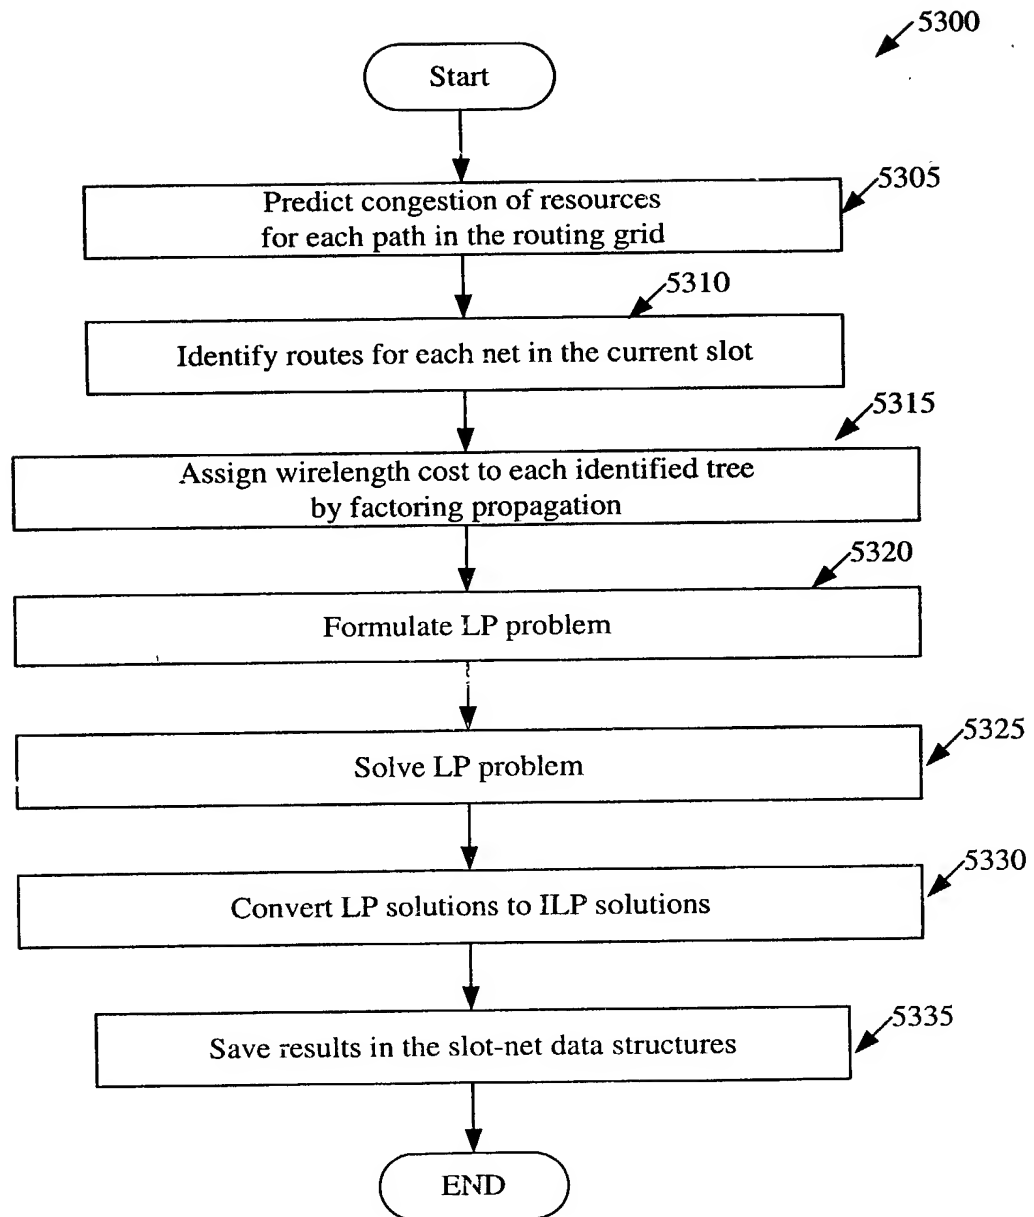 5300
Start
5305
Predict congestion of resources
for each path in the routing grid
5310
Identify routes for each net in the current slot
5315
Assign wirelength cost to each identified tree
by factoring propagation
5320
Formulate LP problem
5325
Solve LP problem
5330
Convert LP solutions to ILP solutions
5335
Save results in the slot-net data structures
END